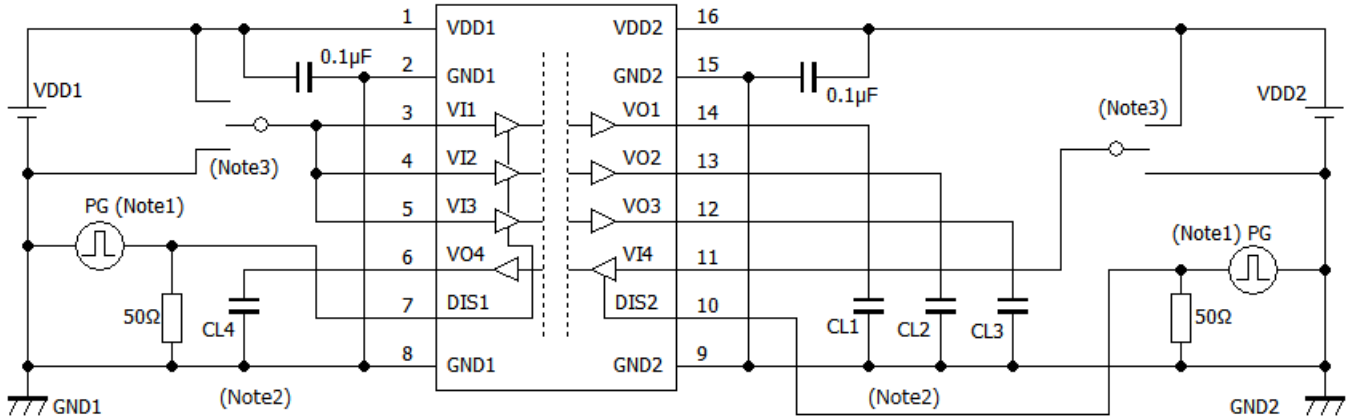 1 VDD1 VDD2 16
0.1µF
2 GND1 GND2 15
VDD1 0.1µF VDD2
(Note3)
3 VI1 VO1 14
(Note3)
4 VI2 VO2 13
PG (Note1) 5 VI3 VO3 12
(Note1) PG
6 VO4 VI4 11
50Ω CL4 7 DIS1 DIS2 10 CL1 CL2 CL3 50Ω
8 GND1 GND2 9
GND1 (Note2) (Note2) GND2